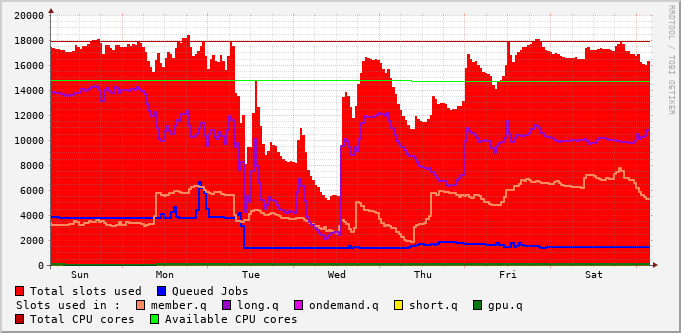 20000
18000
16000
14000
12000
10000
8000
6000
4000
2000
0
Sun Mon Tue Wed Thu Fri Sat
RRDTOOL / TOBI OETIKER
Total slots used Queued Jobs
Slots used in : member.q long.q ondemand.q short.q gpu.q
Total CPU cores Available CPU cores